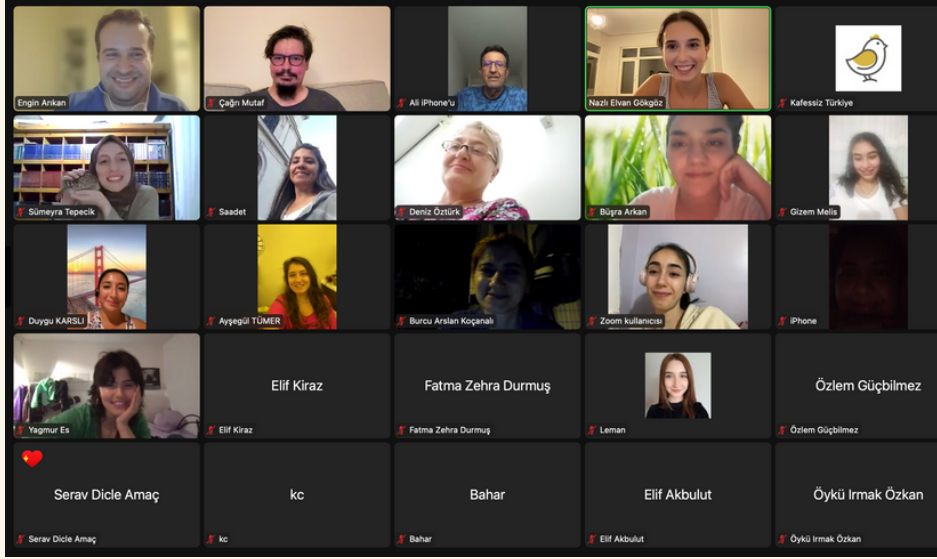 Engin Arıkan
Çağrı Mutaf
Ali iPhone'u
Nazlı Elvan Gökgöz
Kafessiz Türkiye
Sümeyra Tepecik
Saadet
Deniz Öztürk
Büşra Arkan
Gizem Melis
Duygu KARSLI
Ayşegül TÜMER
Burcu Arslan Koçanalı
Zoom kullanıcısı
iPhone
Yagmur Es
Elif Kiraz
Elif Kiraz
Fatma Zehra Durmuş
Fatma Zehra Durmuş
Leman
Özlem Güçbilmez
Özlem Güçbilmez
Serav Dicle Amaç
Serav Dicle Amaç
kc
kc
Bahar
Bahar
Elif Akbulut
Elif Akbulut
Öykü Irmak Özkan
Öykü Irmak Özkan